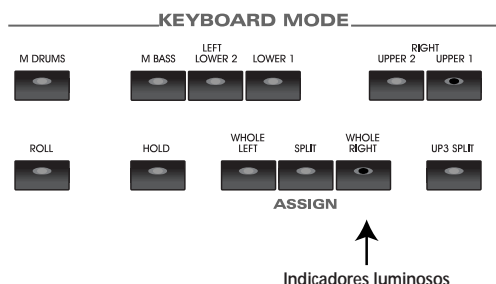 KEYBOARD MODE
LEFT RIGHT
M DRUMS M BASS LOWER 2 LOWER 1 UPPER 2 UPPER 1
WHOLE WHOLE
ROLL HOLD LEFT SPLIT RIGHT UP3 SPLIT
ASSIGN
Indicadores luminosos